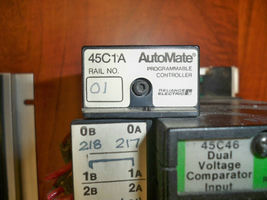 45C1A AutoMate®
RAIL NO. PROGRAMMABLE CONTROLLER
01
RELIANCE ELECTRIC
0B 0A
218 217
1B 1A
2B 2A
45C46
Dual
Voltage
Comparator
Input